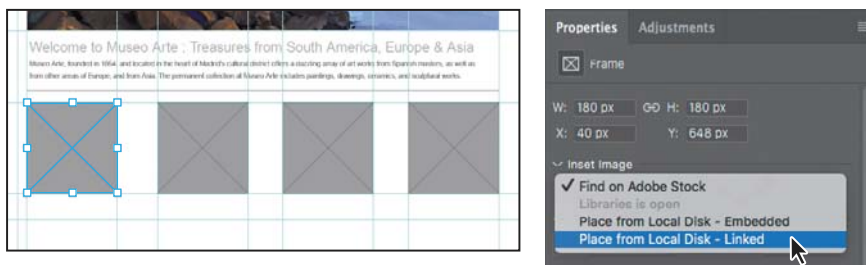 Welcome to Museo Arte : Treasures from South America, Europe & Asia
Museo Arte, founded in 1664, and located in the heart of Madrid's cultural district offers a dazzling array of art works from Spanish masters, as well as
from other areas of Europe, and from Asia. The permanent collection at Museo Arte includes paintings, drawings, ceramics, and sculptural works.
Properties Adjustments
Frame
W: 180 px H: 180 px
X: 40 px Y: 648 px
Inset Image
✓ Find on Adobe Stock
Libraries is open
Place from Local Disk - Embedded
Place from Local Disk - Linked